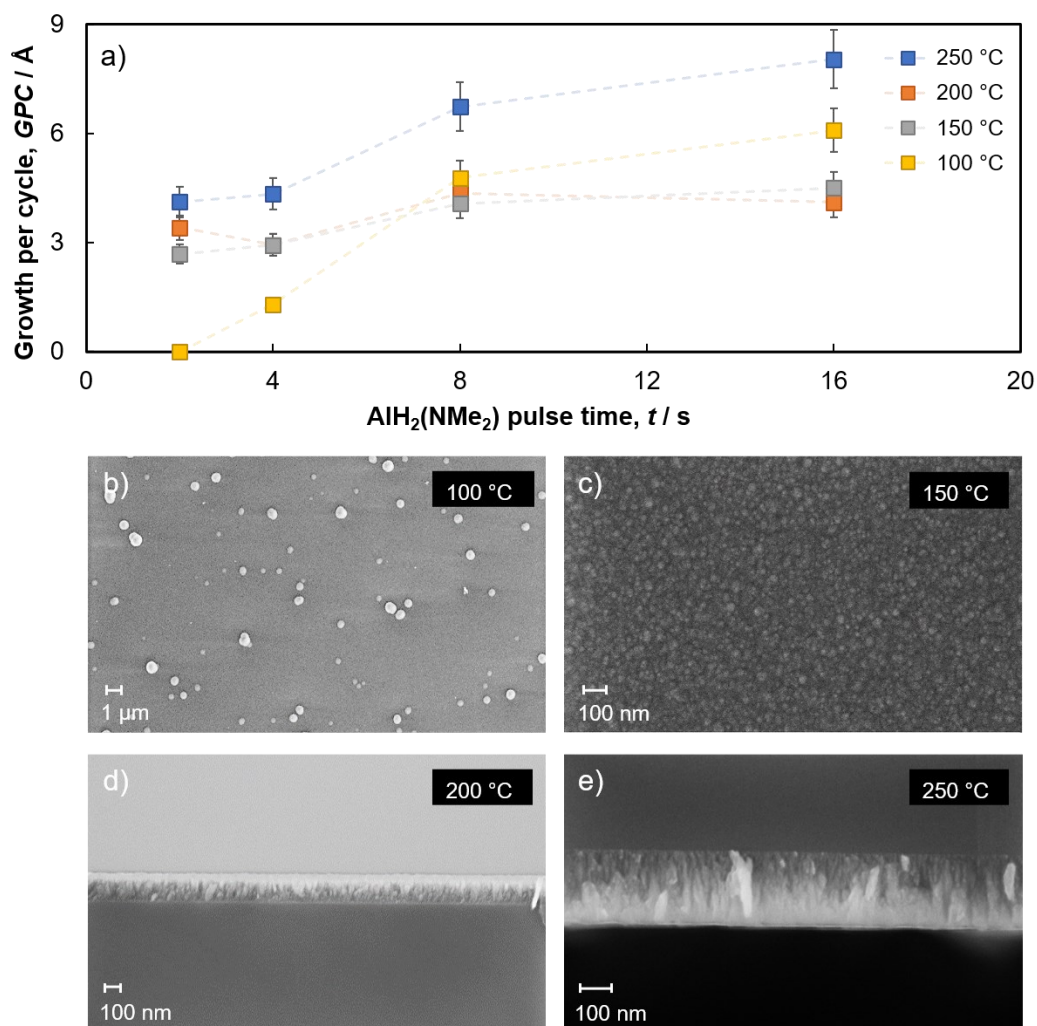 a)
9
6
3
0
Growth per cycle, GPC / Å
250 °C
200 °C
150 °C
100 °C
0 4 8 12 16 20
AlH₂(NMe₂) pulse time, t / s
b) 100 °C
1 µm
c) 150 °C
100 nm
d) 200 °C
100 nm
e) 250 °C
100 nm